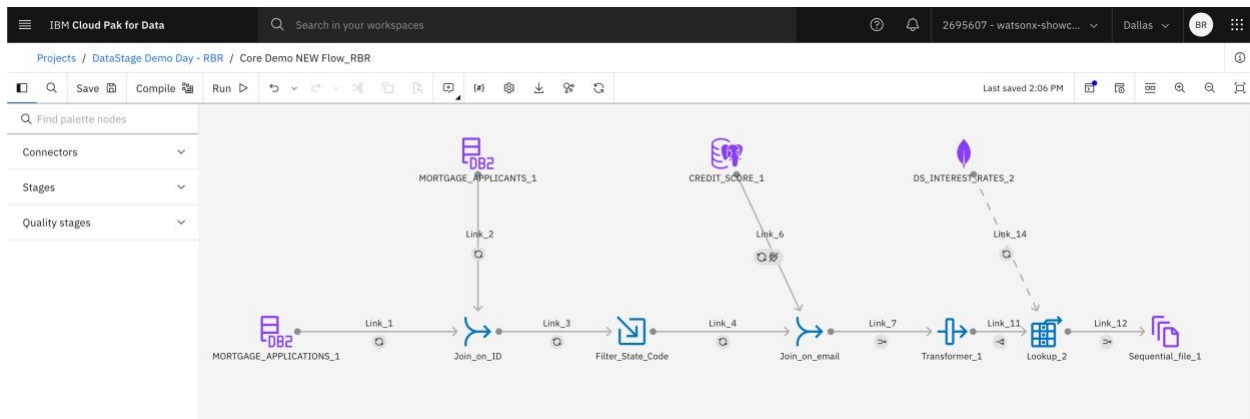 IBM Cloud Pak for Data
Search in your workspaces
2695607 - watsonx-showc...
Dallas
BR
Projects / DataStage Demo Day - RBR / Core Demo NEW Flow_RBR
Save
Compile
Run
Last saved 2:06 PM
Find palette nodes
Connectors
Stages
Quality stages
DB2
MORTGAGE_APPLICANTS_1
CREDIT_SCORE_1
DS_INTEREST_RATES_2
Link_2
Link_6
Link_14
DB2
MORTGAGE_APPLICATIONS_1
Link_1
Join_on_ID
Link_3
Filter_State_Code
Link_4
Join_on_email
Link_7
Transformer_1
Link_11
Lookup_2
Link_12
Sequential_file_1